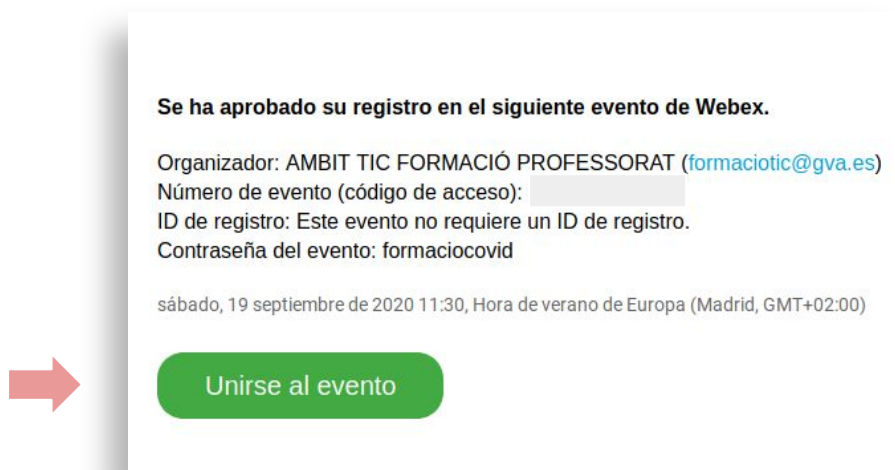 Se ha aprobado su registro en el siguiente evento de Webex.
Organizador: AMBIT TIC FORMACIÓ PROFESSORAT (formaciotic@gva.es)
Número de evento (código de acceso):
ID de registro: Este evento no requiere un ID de registro.
Contraseña del evento: formaciocovid
sábado, 19 septiembre de 2020 11:30, Hora de verano de Europa (Madrid, GMT+02:00)
Unirse al evento